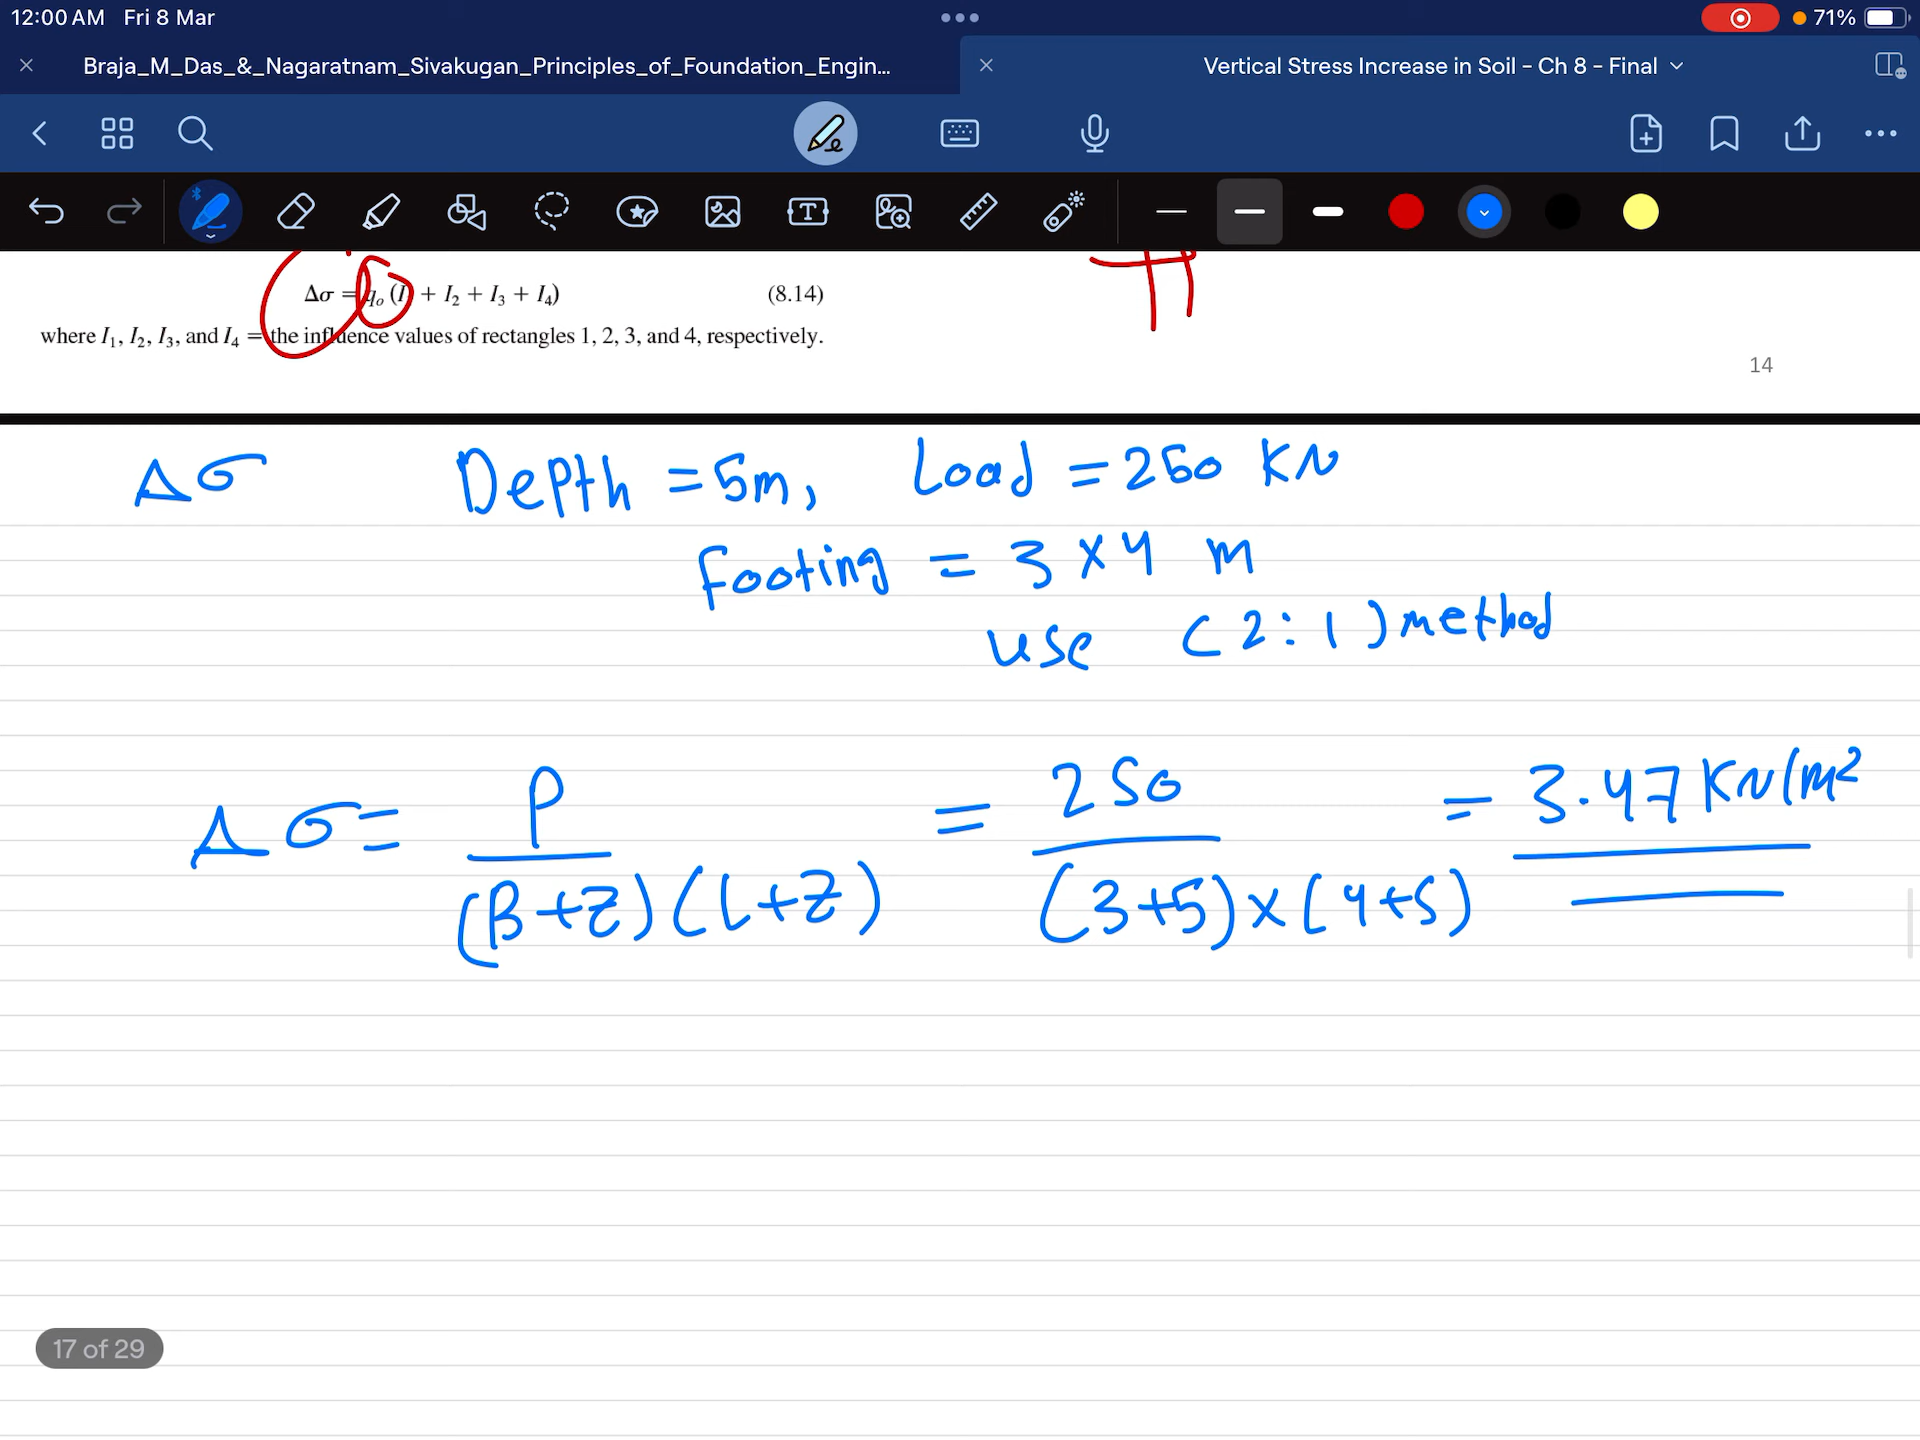 12:00 AM Fri 8 Mar 71%
Braja_M_Das_&_Nagaratnam_Sivakugan_Principles_of_Foundation_Engin... Vertical Stress Increase in Soil - Ch 8 - Final
Δσ = q₀ (I + I₂ + I₃ + I₄) (8.14)
where I₁, I₂, I₃, and I₄ = the influence values of rectangles 1, 2, 3, and 4, respectively.
14
Δσ Depth = 5m, Load = 250 KN
footing = 3 x 4 m
use (2:1) method
Δσ = P / (B+Z)(L+Z) = 250 / (3+5)x(4+5) = 3.47 KN/m²
17 of 29